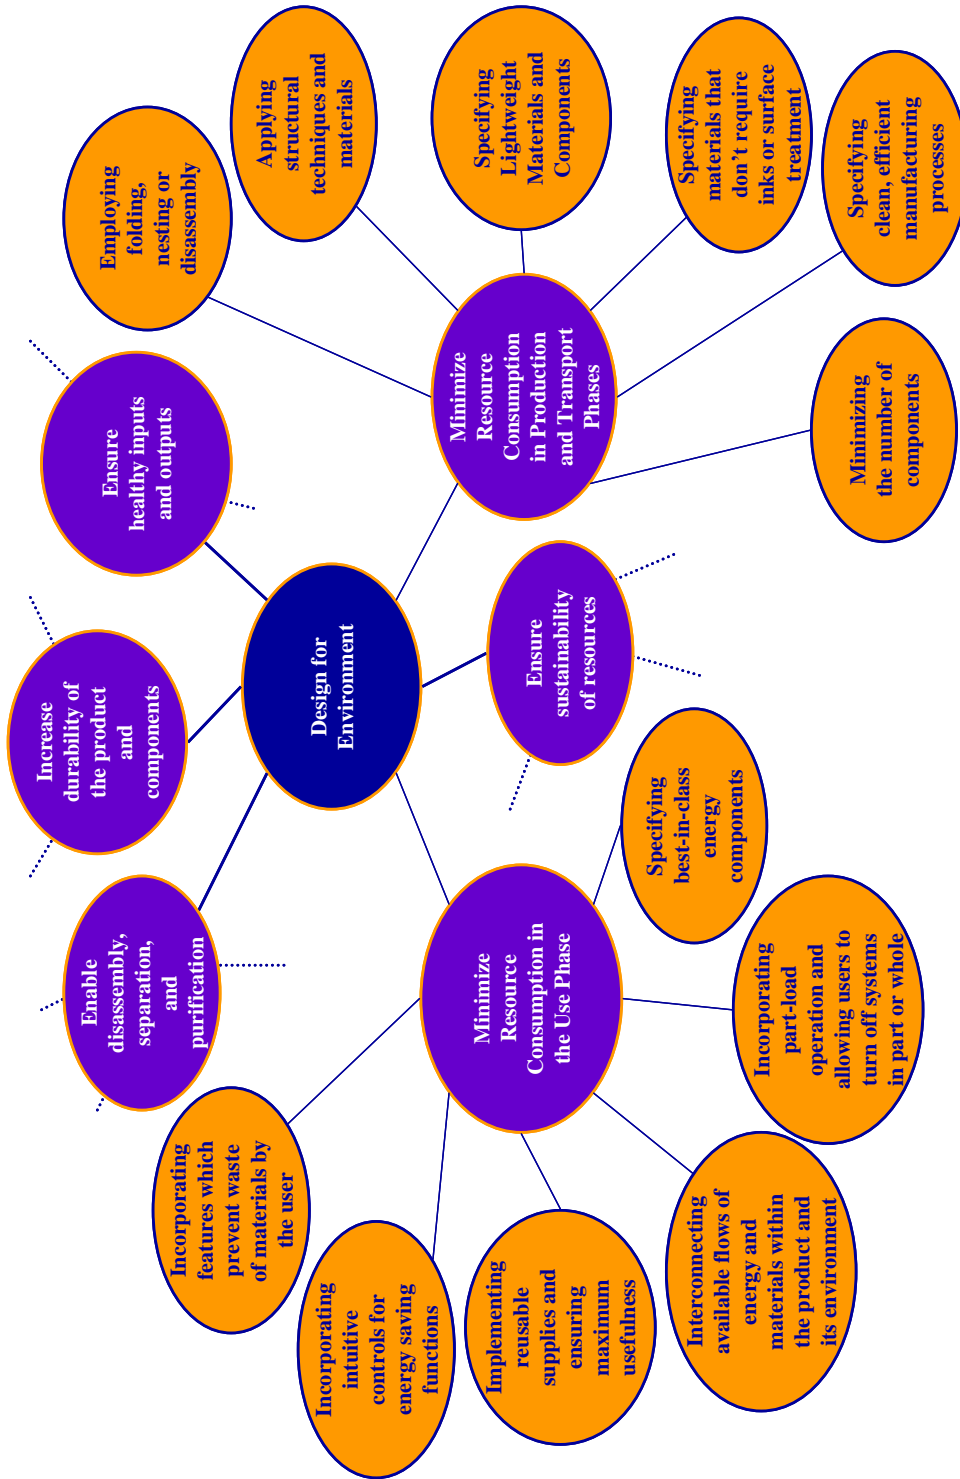 Design for
Environment
Enable
disassembly,
separation,
and
purification
Increase
durability of
the product
and
components
Ensure
healthy inputs
and outputs
Minimize
Resource
Consumption
in Production
and Transport
Phases
Employing
folding,
nesting or
disassembly
Applying
structural
techniques and
materials
Specifying
Lightweight
Materials and
Components
Specifying
materials that
don't require
inks or surface
treatment
Specifying
clean, efficient
manufacturing
processes
Minimizing
the number of
components
Ensure
sustainability
of resources
Minimize
Resource
Consumption in
the Use Phase
Incorporating
features which
prevent waste
of materials by
the user
Incorporating
intuitive
controls for
energy saving
functions
Implementing
reusable
supplies and
ensuring
maximum
usefulness
Interconnecting
available flows of
energy and
materials within
the product and
its environment
Incorporating
part-load
operation and
allowing users to
turn off systems
in part or whole
Specifying
best-in-class
energy
components